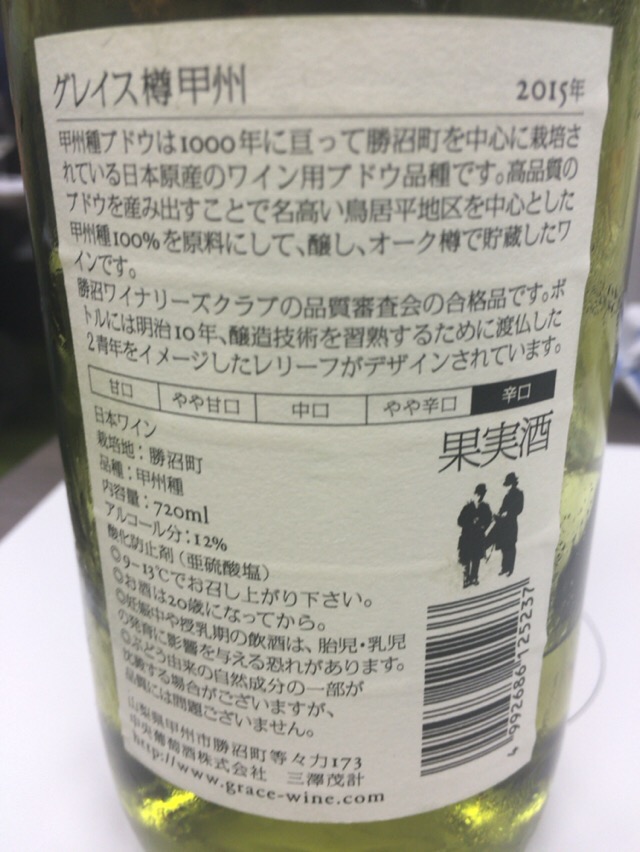 グレイス樽甲州
2015年
甲州種ブドウは1000年に亘って勝沼町を中心に栽培さ
れている日本原産のワイン用ブドウ品種です。高品質の
ブドウを産み出すことで名高い鳥居平地区を中心とした
甲州種100%を原料にして、醸し、オーク樽で貯蔵したワ
インです。
勝沼ワイナリーズクラブの品質審査会の合格品です。ボ
トルには明治10年、醸造技術を習熟するために渡仏した
2青年をイメージしたレリーフがデザインされています。
甘口 やや甘口 中口 やや辛口 辛口
日本ワイン
栽培地：勝沼町
品種：甲州種
内容量：720ml
アルコール分：12%
酸化防止剤（亜硫酸塩）
◎9-13℃でお召し上がり下さい。
◎お酒は20歳になってから。
◎妊娠中や授乳期の飲酒は、胎児・乳児
の発育に影響を与える恐れがあります。
◎ぶどう由来の自然成分の一部が
沈澱する場合がございますが、
品質には問題ございません。
山梨県甲州市勝沼町等々力173
中央葡萄酒株式会社 三澤茂計
http://www.grace-wine.com
果実酒
4 992686 125237